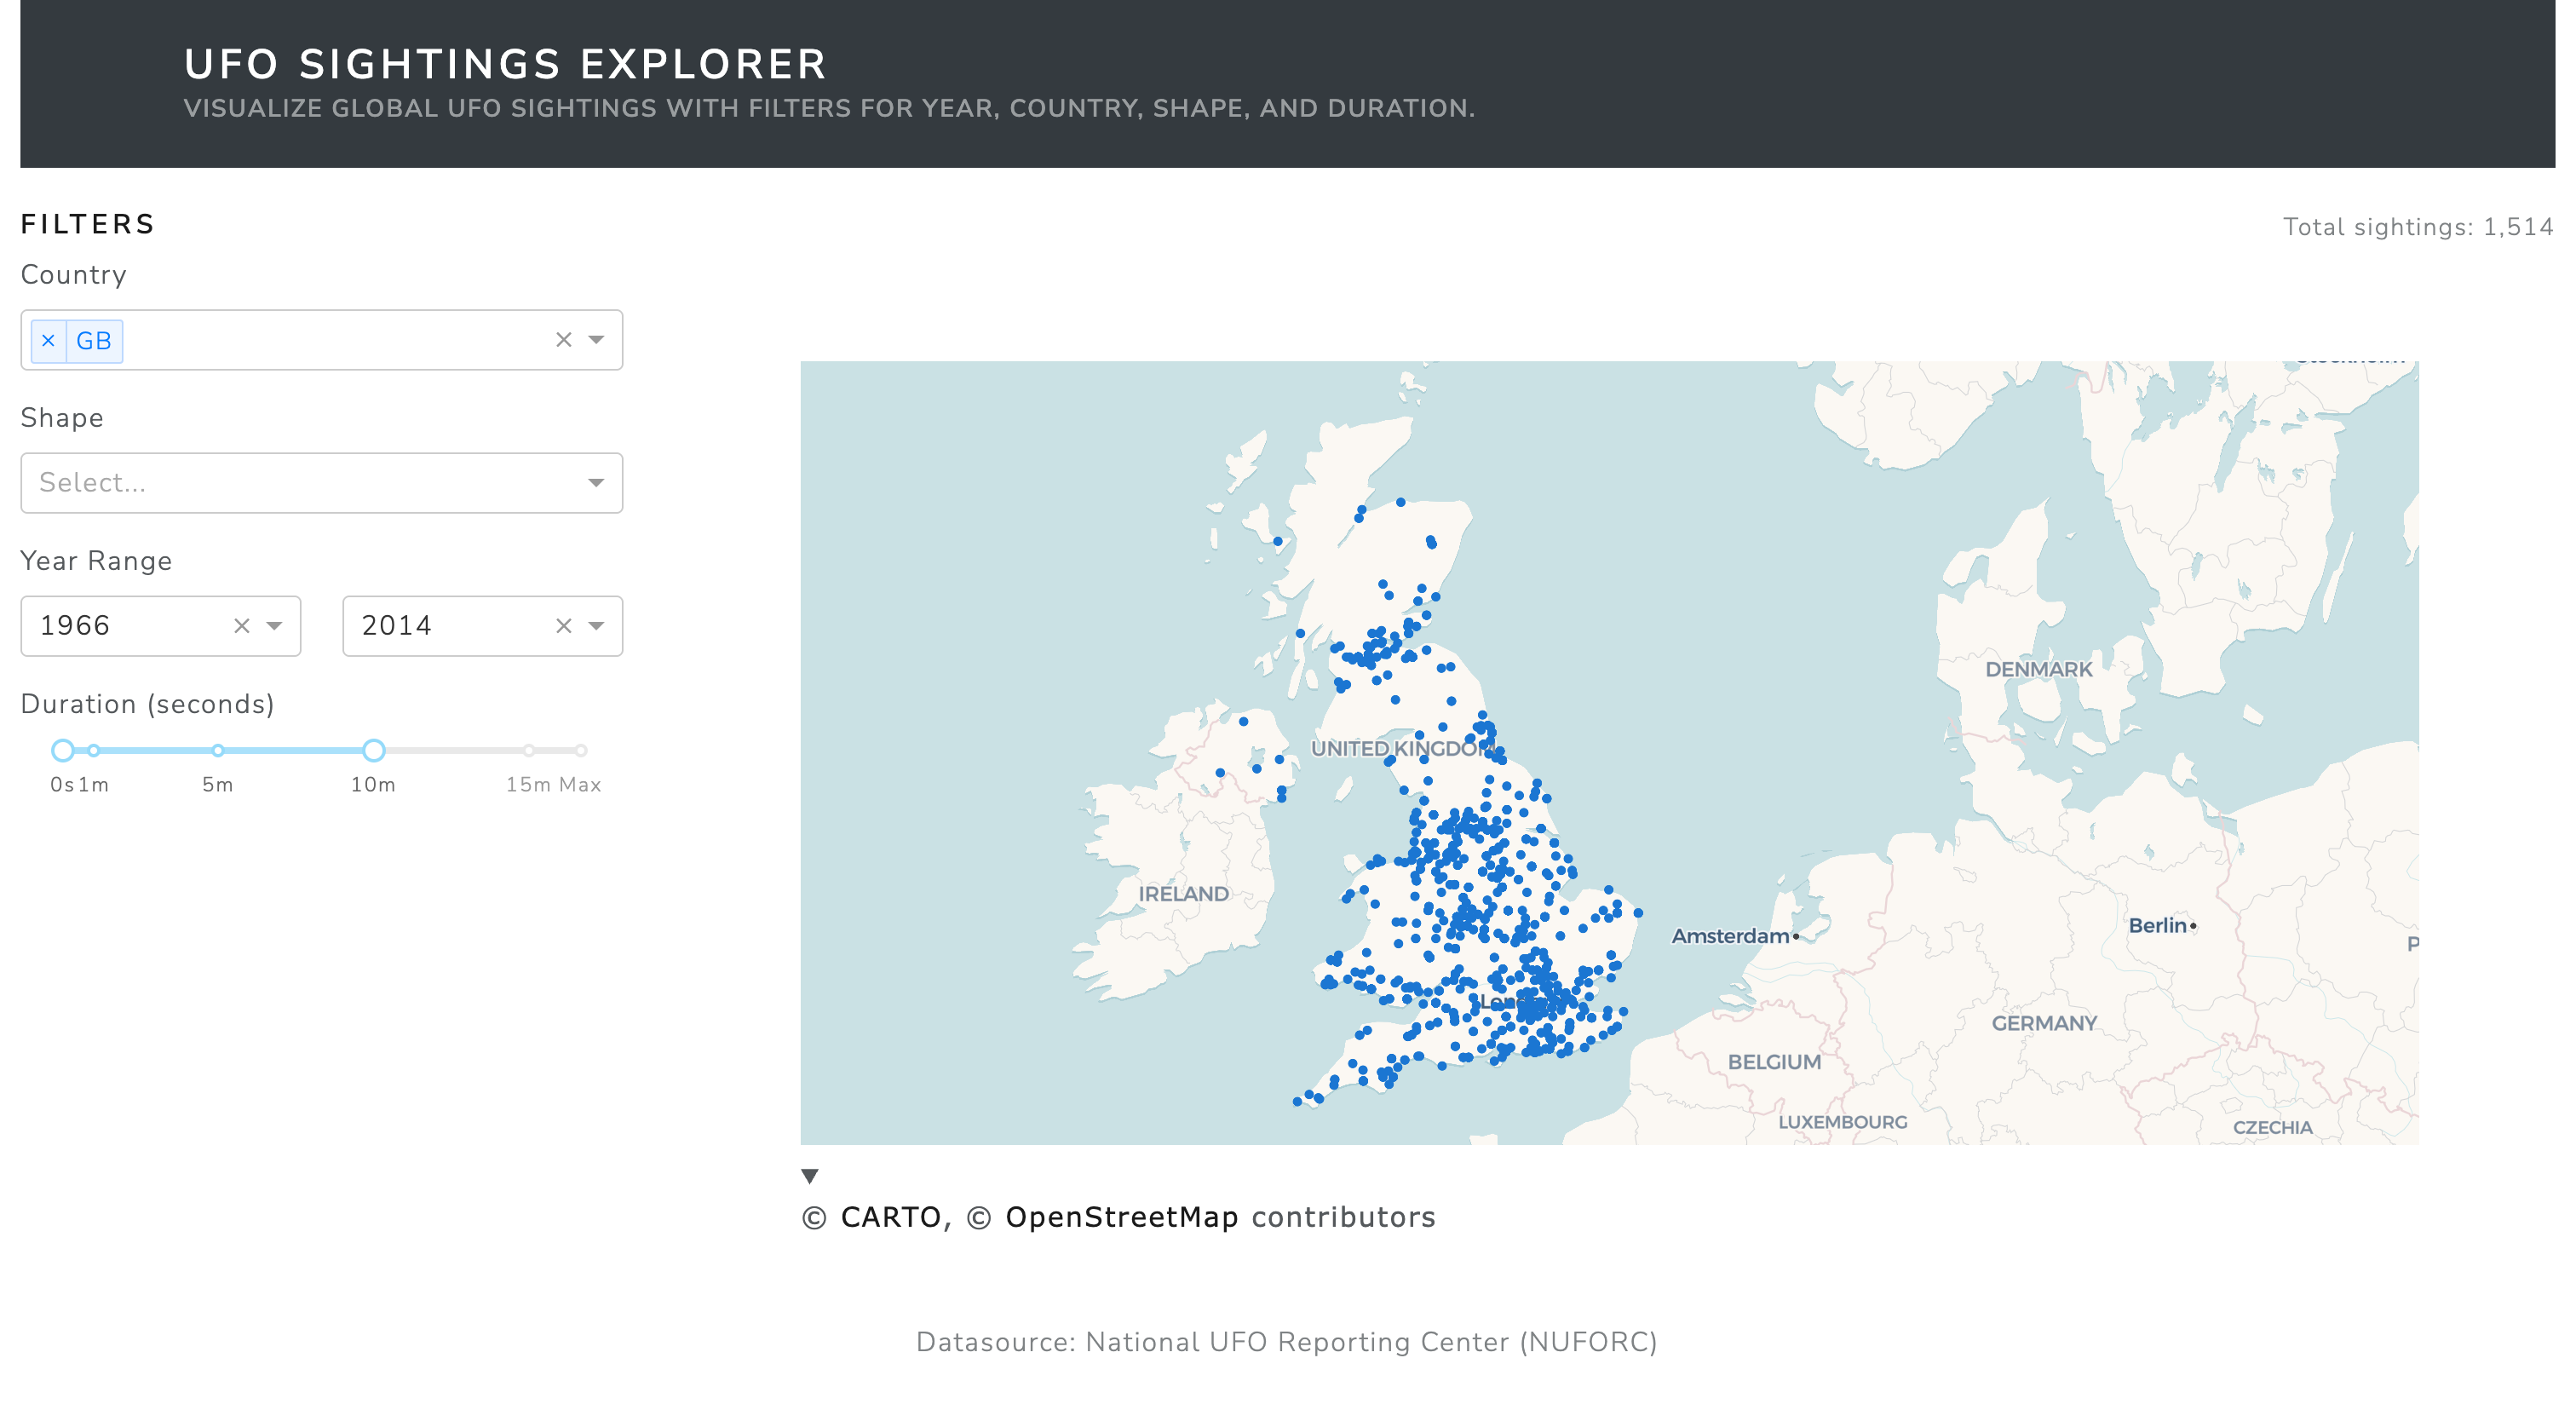 UFO SIGHTINGS EXPLORER
VISUALIZE GLOBAL UFO SIGHTINGS WITH FILTERS FOR YEAR, COUNTRY, SHAPE, AND DURATION.
FILTERS
Total sightings: 1,514
Country
× GB
Shape
Select...
Year Range
1966
2014
Duration (seconds)
0s 1m 5m 10m 15m Max
DENMARK
UNITED KINGDOM
IRELAND
Amsterdam
Berlin
P
GERMANY
BELGIUM
LUXEMBOURG
CZECHIA
▼
© CARTO, © OpenStreetMap contributors
Datasource: National UFO Reporting Center (NUFORC)